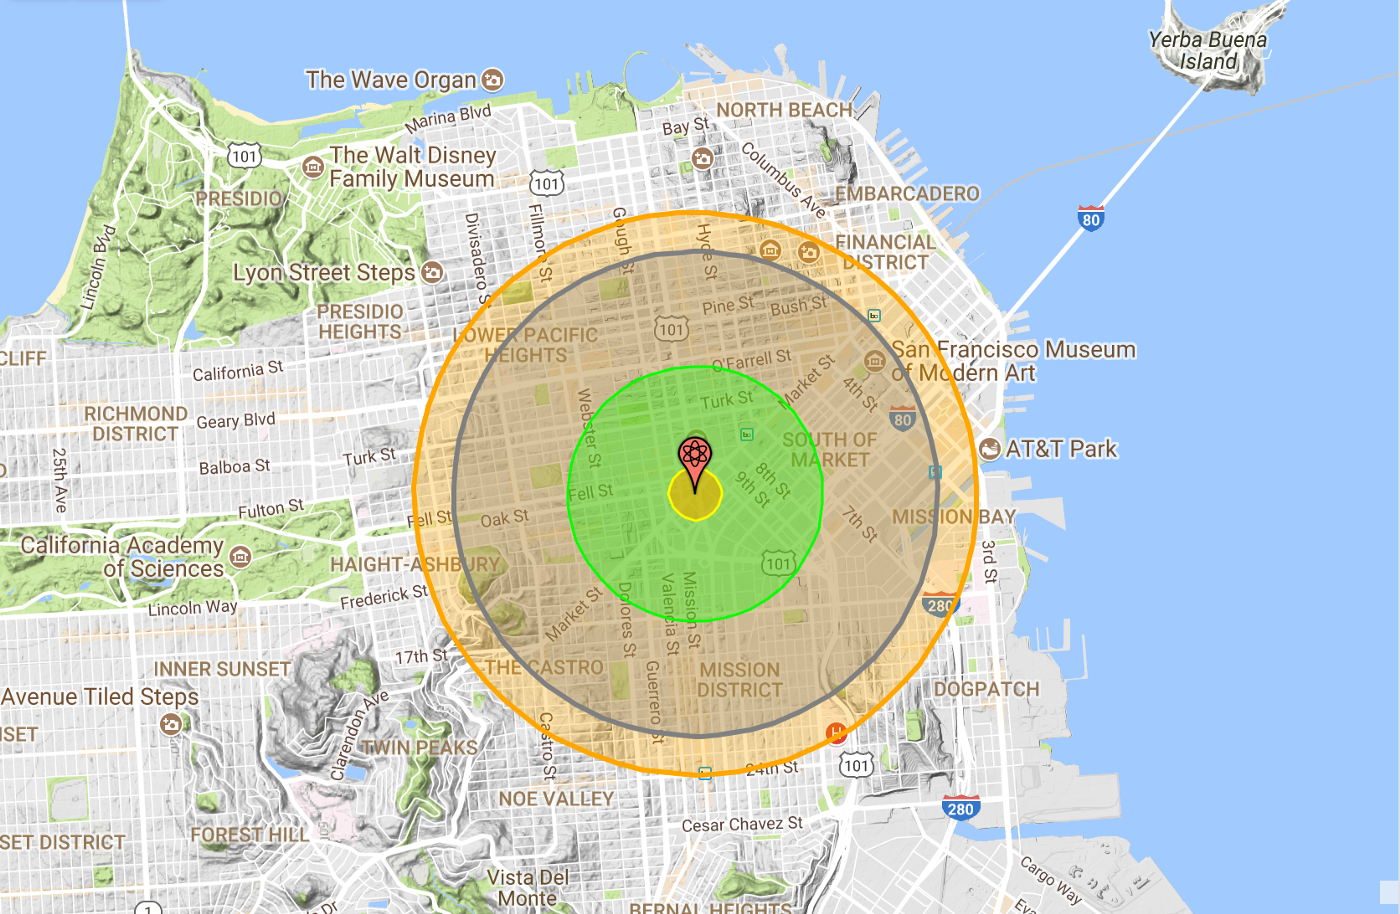 Yerba Buena
Island
The Wave Organ
NORTH BEACH
Marina Blvd
Bay St
101
The Walt Disney
Family Museum
Columbus Ave
101
PRESIDIO
EMBARCADERO
80
Lincoln Blvd
Divisadero S
Fillmore St
Gough St
Hyde St
FINANCIAL
DISTRICT
Lyon Street Steps
PRESIDIO
HEIGHTS
Pine St
Bush St
101
LOWER PACIFIC
HEIGHTS
San Francisco Museum
of Modern Art
CLIFF
California St
O'Farrell St
Market St
4th St
RICHMOND
DISTRICT
Geary Blvd
Turk St
80
Webster St
SOUTH OF
MARKET
AT&T Park
25th Ave
Balboa St
Turk St
8th St
9th St
Fell St
Fulton St
Fell St
Oak St
7th St
MISSION BAY
California Academy
of Sciences
HAIGHT-ASHBURY
101
3rd St
Lincoln Way
Frederick St
280
Market St
Dolores St
Valencia St
Mission St
17th St
INNER SUNSET
THE CASTRO
MISSION
DISTRICT
DOGPATCH
Avenue Tiled Steps
Guerrero St
Clarendon Ave
SET
TWIN PEAKS
Castro St
H
101
24th St
NOE VALLEY
280
Cesar Chavez St
SET DISTRICT
FOREST HILL
Vista Del
Monte
Cargo Way
1
Dr
BERNAL HEIGHTS
Eva